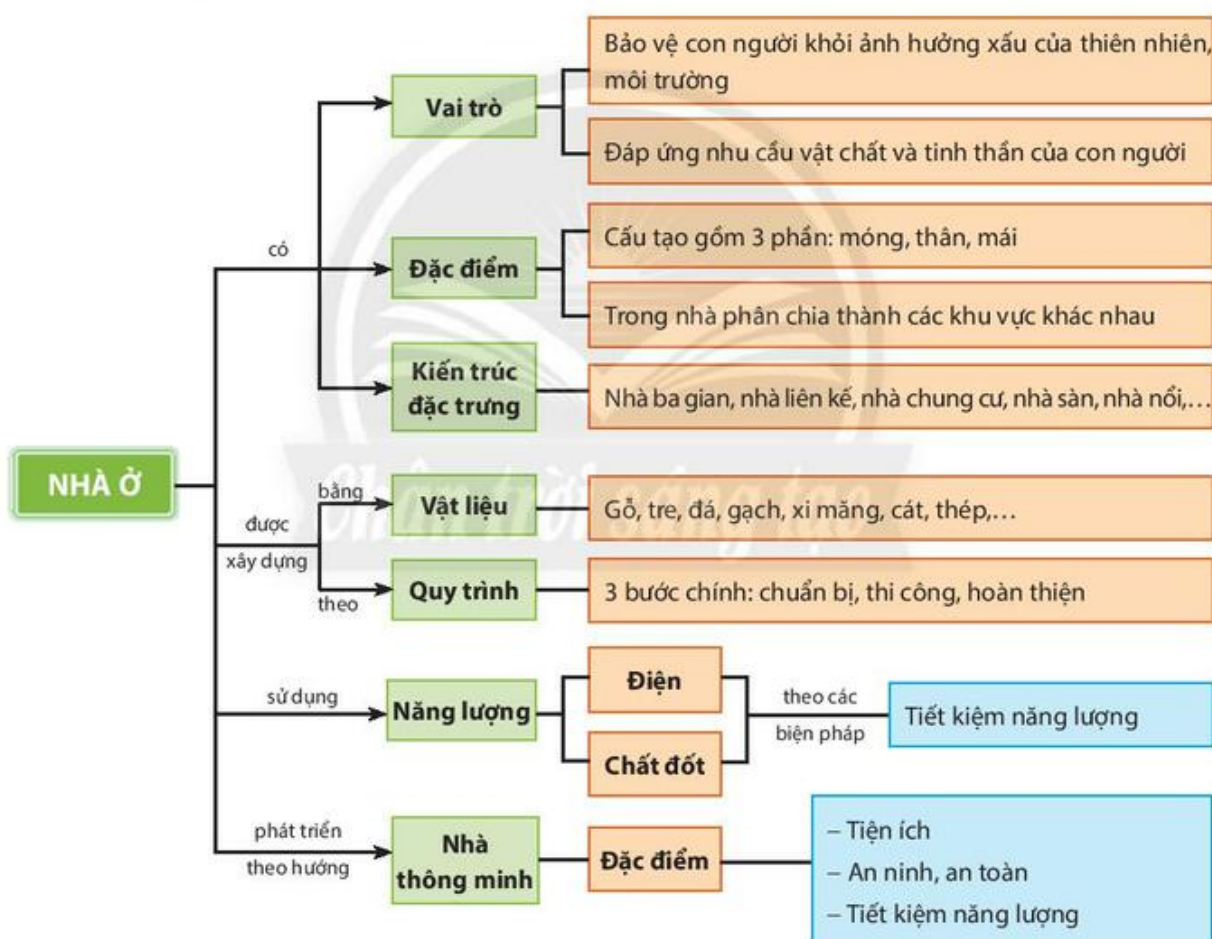 Bảo vệ con người khỏi ảnh hưởng xấu của thiên nhiên,
môi trường
Vai trò
Đáp ứng nhu cầu vật chất và tinh thần của con người
Cấu tạo gồm 3 phần: móng, thân, mái
có
Đặc điểm
Trong nhà phân chia thành các khu vực khác nhau
Kiến trúc
đặc trưng
Nhà ba gian, nhà liên kế, nhà chung cư, nhà sàn, nhà nổi,...
NHÀ Ở
Chân trời sáng tạo
bằng
Vật liệu
Gỗ, tre, đá, gạch, xi măng, cát, thép,...
được
xây dựng
theo
Quy trình
3 bước chính: chuẩn bị, thi công, hoàn thiện
sử dụng
Năng lượng
Điện
Chất đốt
theo các
biện pháp
Tiết kiệm năng lượng
phát triển
theo hướng
Nhà
thông minh
Đặc điểm
– Tiện ích
– An ninh, an toàn
– Tiết kiệm năng lượng